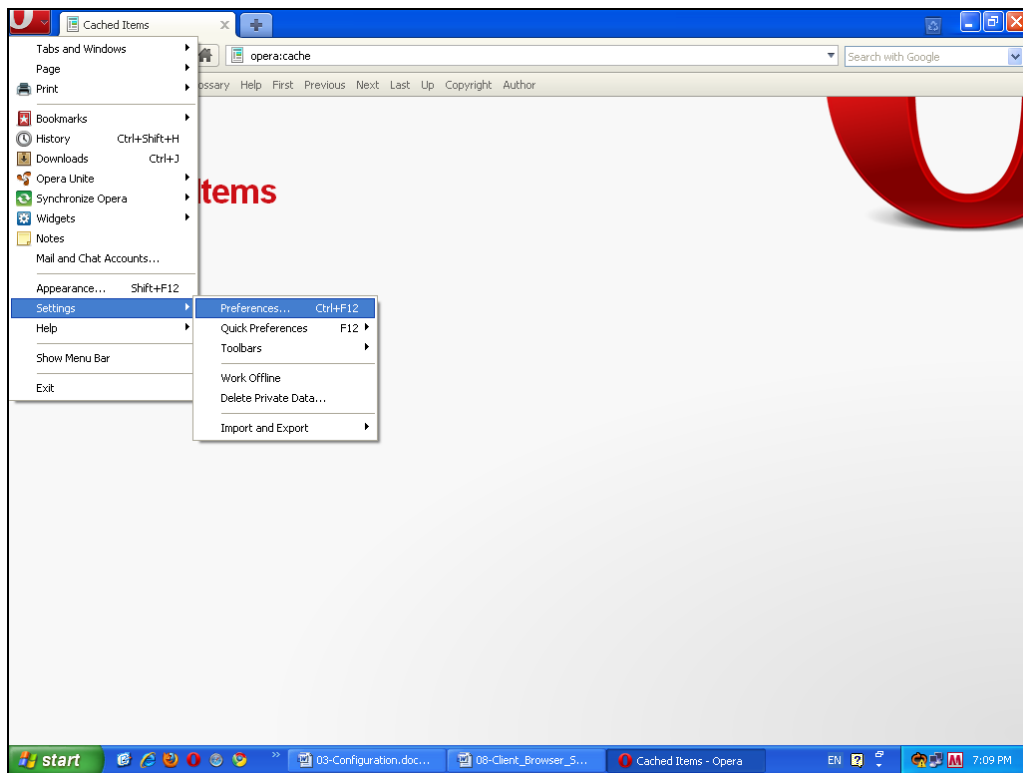 Cached Items
opera:cache
Search with Google
ossary Help First Previous Next Last Up Copyright Author
Items
Tabs and Windows
Page
Print
Bookmarks
History Ctrl+Shift+H
Downloads Ctrl+J
Opera Unite
Synchronize Opera
Widgets
Notes
Mail and Chat Accounts...
Appearance... Shift+F12
Settings
Help
Show Menu Bar
Exit
Preferences... Ctrl+F12
Quick Preferences F12
Toolbars
Work Offline
Delete Private Data...
Import and Export
start
03-Configuration.doc...
08-Client_Browser_S...
Cached Items - Opera
EN
7:09 PM